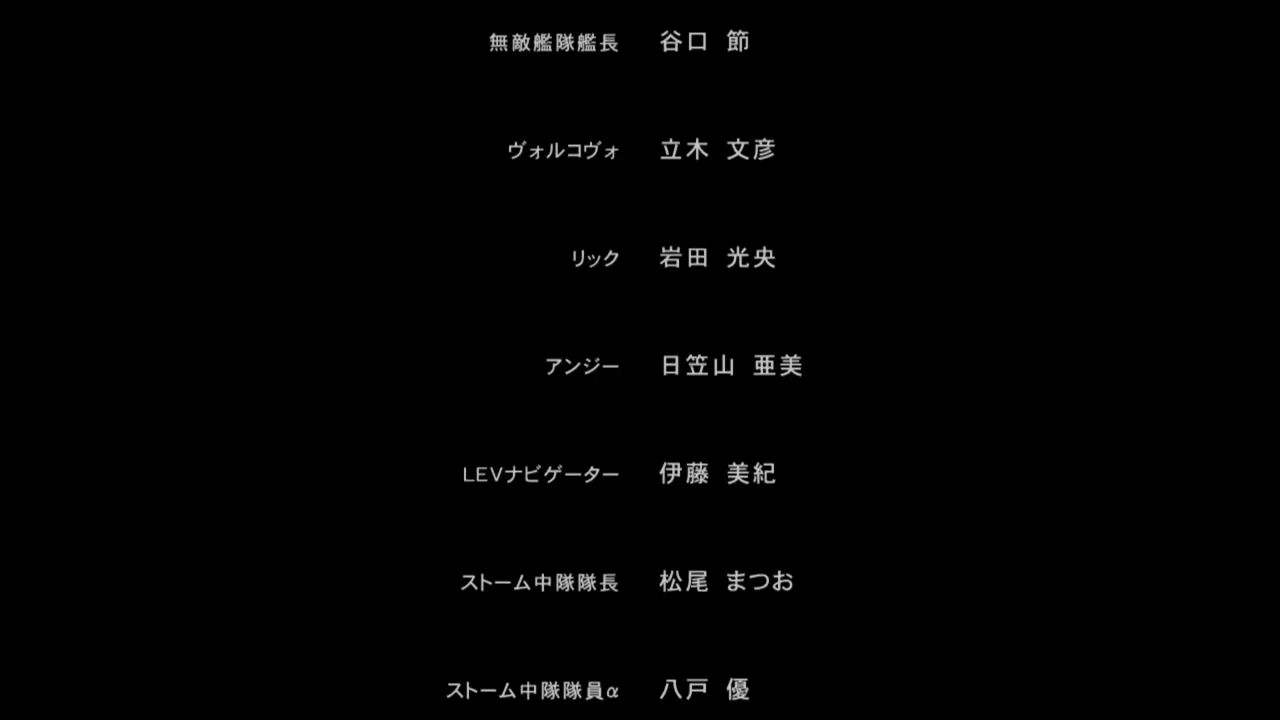 無敵艦隊艦長 谷口 節
ヴォルコヴォ 立木 文彦
リック 岩田 光央
アンジー 日笠山 亜美
LEVナビゲーター 伊藤 美紀
ストーム中隊隊長 松尾 まつお
ストーム中隊隊員α 八戸 優